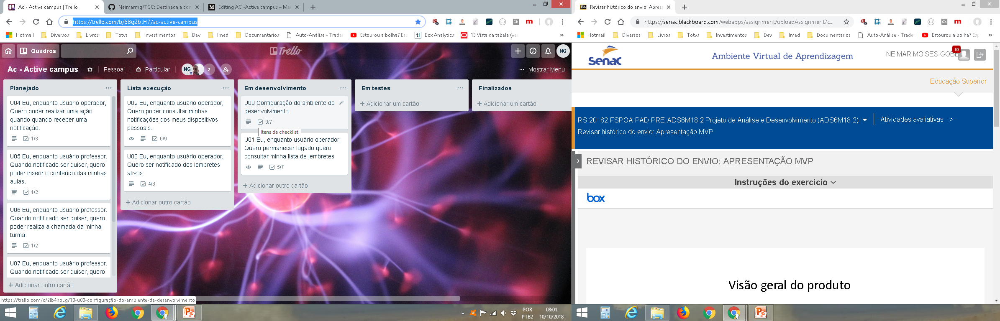 Ac - Active campus | Trello
Neimarmg/TCC: Destinada a con
Editing AC -Active campus – Me
https://trello.com/b/68g2btH7/ac-active-campus
Hotmail
Diversos
Livros
Totvs
Investimentos
Dev
Imed
Documentarios
Auto-Análise - Trade
Estourou a bolha? Esp
Box Analytics
13 Vista da tabela (ve
»
Quadros
Trello
NG
Ac - Active campus
Pessoal
Particular
NG
2
Mostrar Menu
Planejado
U04 Eu, enquanto usuário operador,
Quero poder realizar uma ação
quando quando receber uma
notificação.
1/3
U05 Eu, enquanto usuário professor.
Quando notificado ser quiser, quero
poder inserir o conteúdo das minhas
aulas.
1/2
U06 Eu, enquanto usuário professor.
Quando notificado ser quiser, quero
poder realiza a chamada da minha
turma.
1/2
U07 Eu, enquanto usuário professor.
Quando notificado ser quiser, quero
+ Adicionar outro cartão
Lista execução
U02 Eu, enquanto usuário operador,
Quero poder consultar minhas
notificações dos meus dispositivos
pessoais.
6/9
U03 Eu, enquanto usuário operador,
Quero ser notificado dos lembretes
ativos.
4/6
+ Adicionar outro cartão
Em desenvolvimento
U00 Configuração do ambiente de
desenvolvimento
3/7
Itens da checklist
U01 Eu, enquanto usuário operador,
Quero permanecer logado quero
consultar minha lista de lembretes
5/7
+ Adicionar outro cartão
Em testes
+ Adicionar um cartão
Finalizados
+ Adicionar um cartão
https://trello.com/c/2lb4noLg/10-u00-configuração-do-ambiente-de-desenvolvimento
POR
PTB2
08:01
10/10/2018
Revisar histórico do envio: Aprese
https://senac.blackboard.com/webapps/assignment/uploadAssignment?c...
Hotmail
Diversos
Livros
Totvs
Investimentos
Dev
Imed
Documentarios
Auto-Análise - Trade
Estourou a bolha? Esp
»
Senac
Ambiente Virtual de Aprendizagem
NEIMAR MOISES GOBE
10
Educação Superior
RS-20182-FSPOA-PAD-PRE-ADS6M18-2 Projeto de Análise e Desenvolvimento (ADS6M18-2)
Atividades avaliativas >
Revisar histórico do envio: Apresentação MVP
REVISAR HISTÓRICO DO ENVIO: APRESENTAÇÃO MVP
Instruções do exercício
box
Visão geral do produto